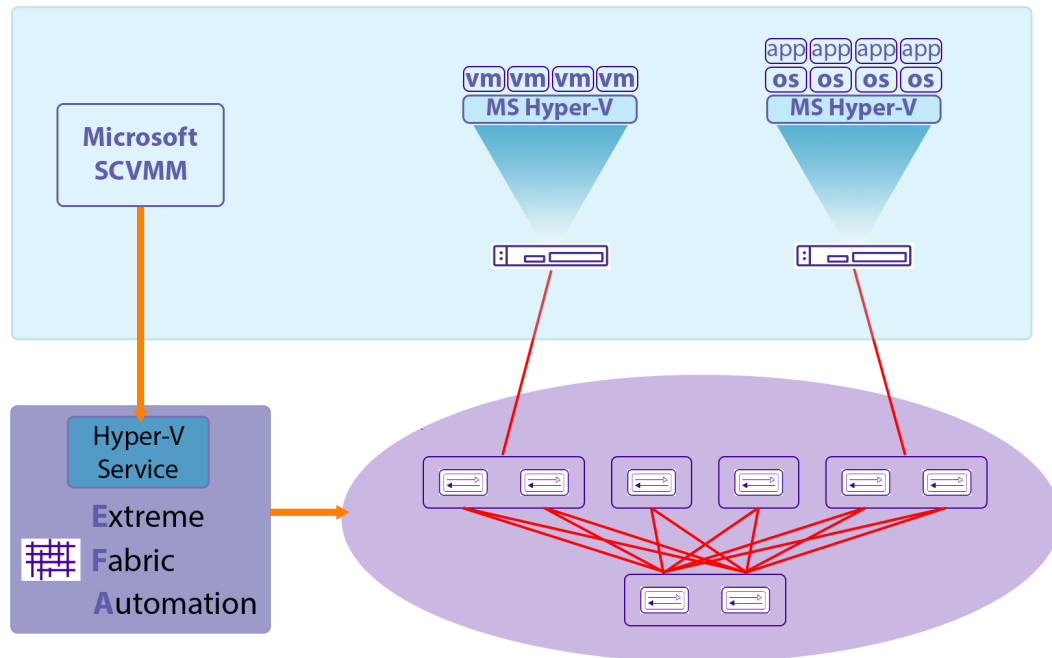 Microsoft
SCVMM
vm vm vm vm
MS Hyper-V
app app app app
os os os os
MS Hyper-V
Hyper-V
Service
Extreme
Fabric
Automation